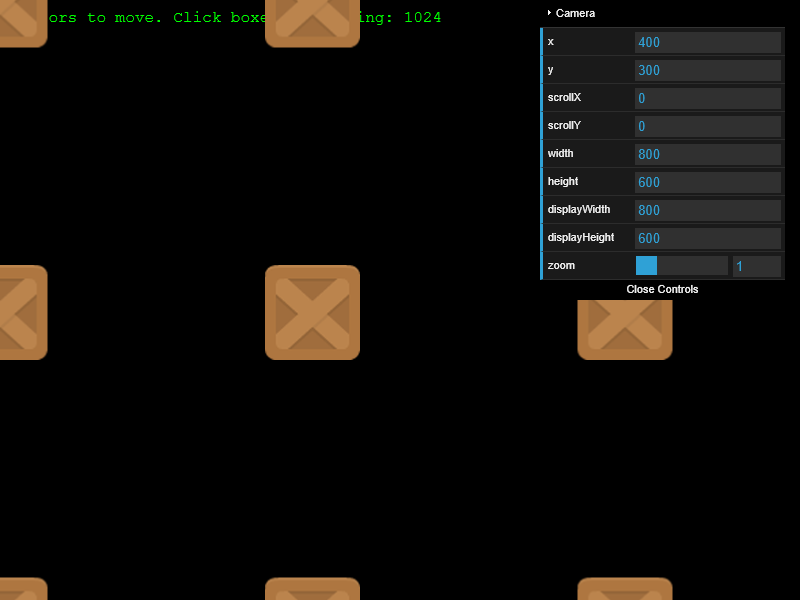 ors to move. Click boxe ing: 1024
Camera
x 400
y 300
scrollX 0
scrollY 0
width 800
height 600
displayWidth 800
displayHeight 600
zoom 1
Close Controls